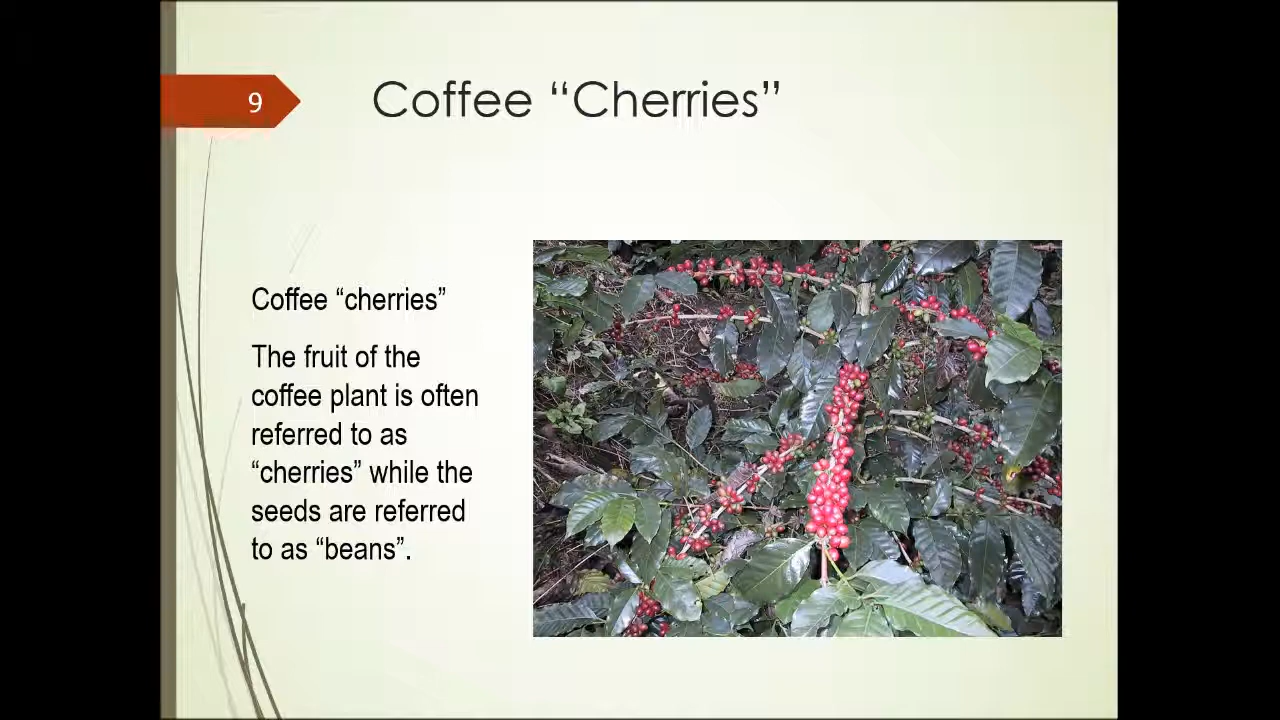 9
Coffee “Cherries”
Coffee “cherries”
The fruit of the
coffee plant is often
referred to as
“cherries” while the
seeds are referred
to as “beans”.